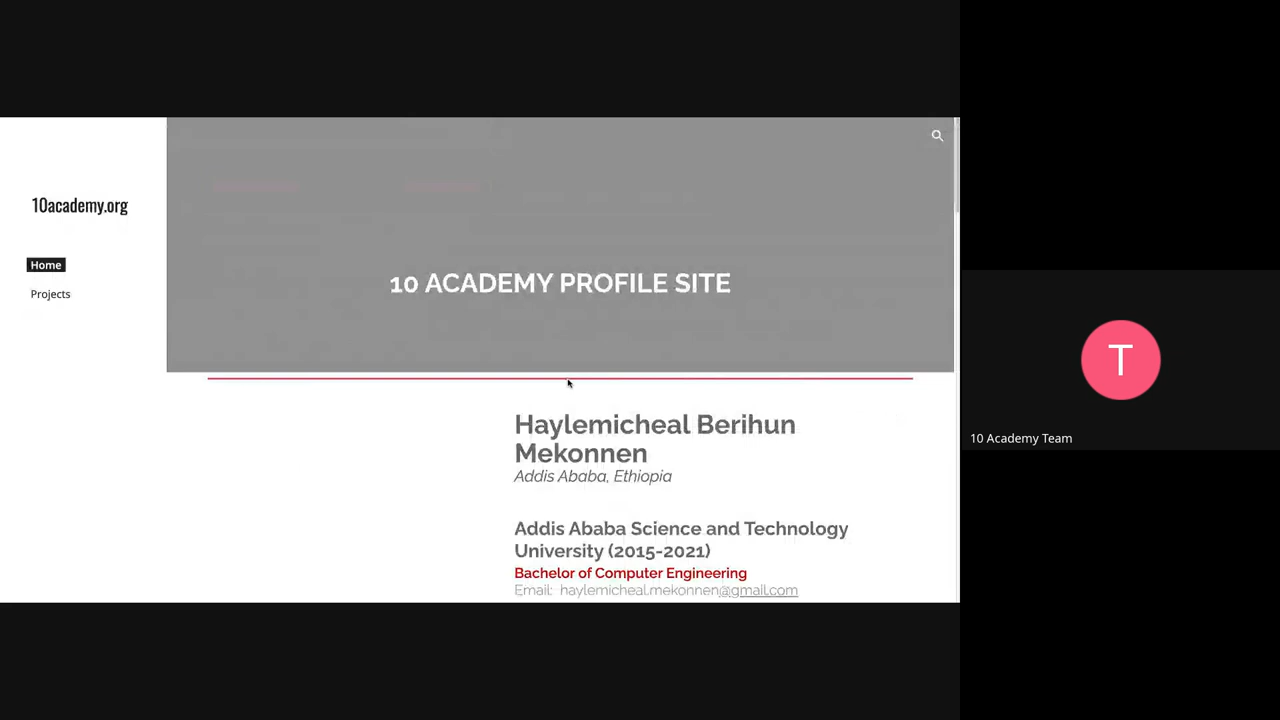 10academy.org
Home
Projects
10 ACADEMY PROFILE SITE
Haylemicheal Berihun
Mekonnen
Addis Ababa, Ethiopia
Addis Ababa Science and Technology
University (2015-2021)
Bachelor of Computer Engineering
Email: haylemicheal.mekonnen@gmail.com
T
10 Academy Team